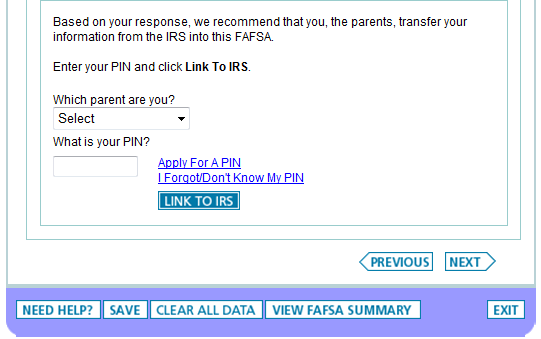 Based on your response, we recommend that you, the parents, transfer your
information from the IRS into this FAFSA.
Enter your PIN and click Link To IRS.
Which parent are you?
Select
What is your PIN?
Apply For A PIN
I Forgot/Don't Know My PIN
LINK TO IRS
PREVIOUS NEXT
NEED HELP? SAVE CLEAR ALL DATA VIEW FAFSA SUMMARY EXIT